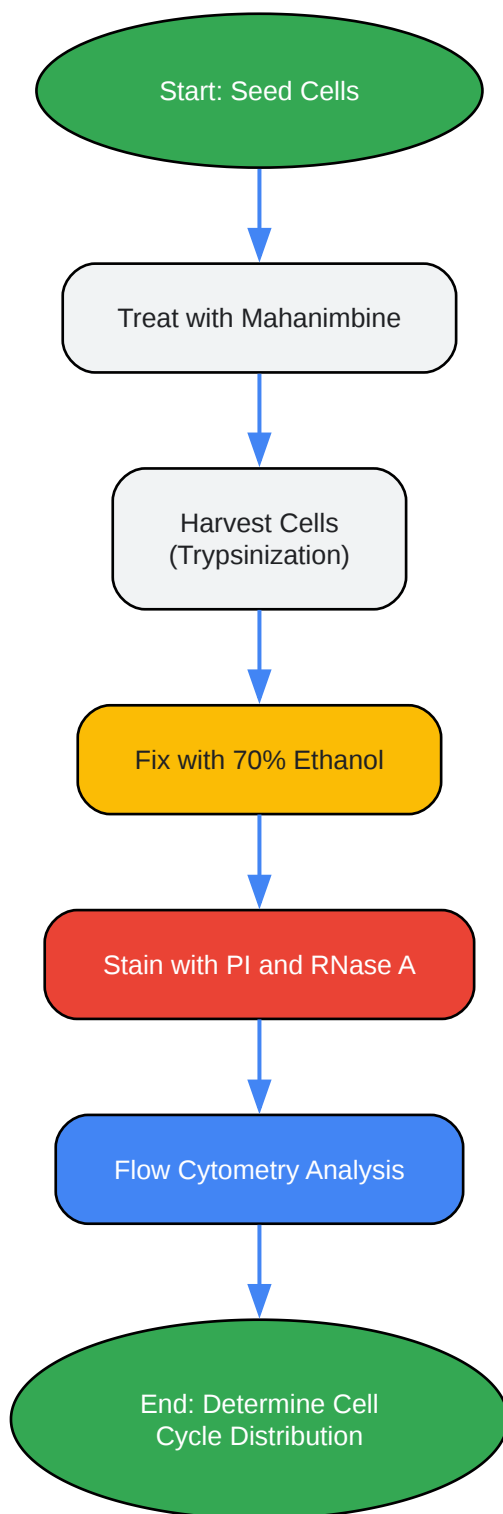 Start: Seed Cells
Treat with Mahanimbine
Harvest Cells
(Trypsinization)
Fix with 70% Ethanol
Stain with PI and RNase A
Flow Cytometry Analysis
End: Determine Cell
Cycle Distribution